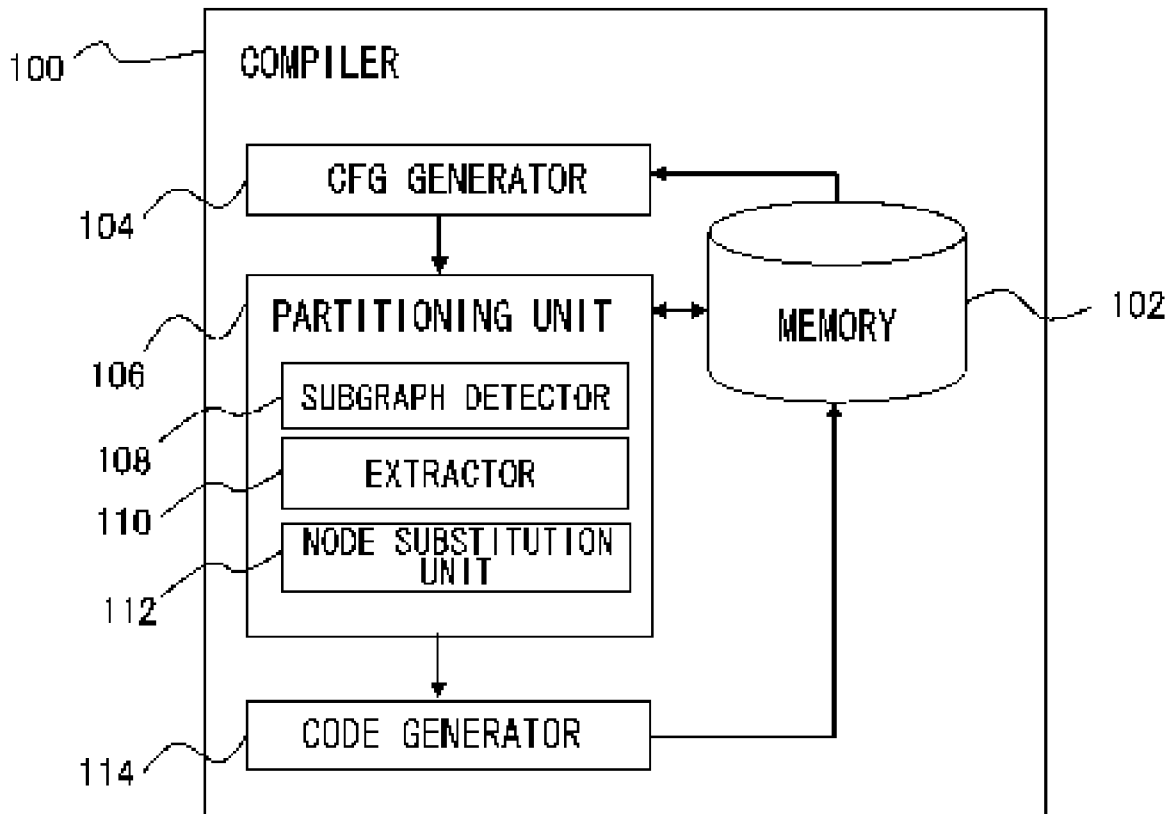 100
COMPILER
CFG GENERATOR
104
PARTITIONING UNIT
MEMORY
102
106
SUBGRAPH DETECTOR
108
EXTRACTOR
110
NODE SUBSTITUTION
UNIT
112
CODE GENERATOR
114